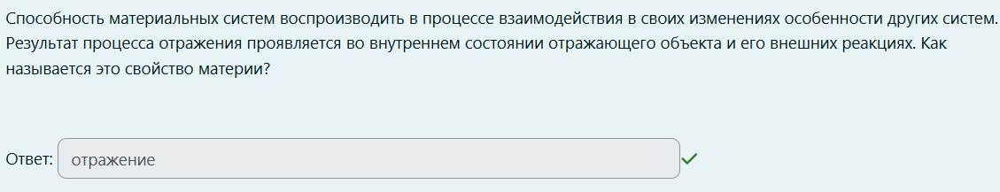 Способность материальных систем воспроизводить в процессе взаимодействия в своих изменениях особенности других систем.
Результат процесса отражения проявляется во внутреннем состоянии отражающего объекта и его внешних реакциях. Как
называется это свойство материи?
Ответ: отражение